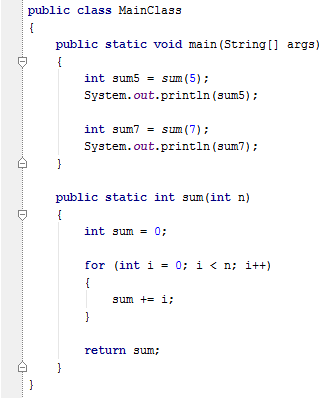 public class MainClass
{
public static void main(String[] args)
{
int sum5 = sum(5);
System.out.println(sum5);
int sum7 = sum(7);
System.out.println(sum7);
}
public static int sum(int n)
{
int sum = 0;
for (int i = 0; i < n; i++)
{
sum += i;
}
return sum;
}
}